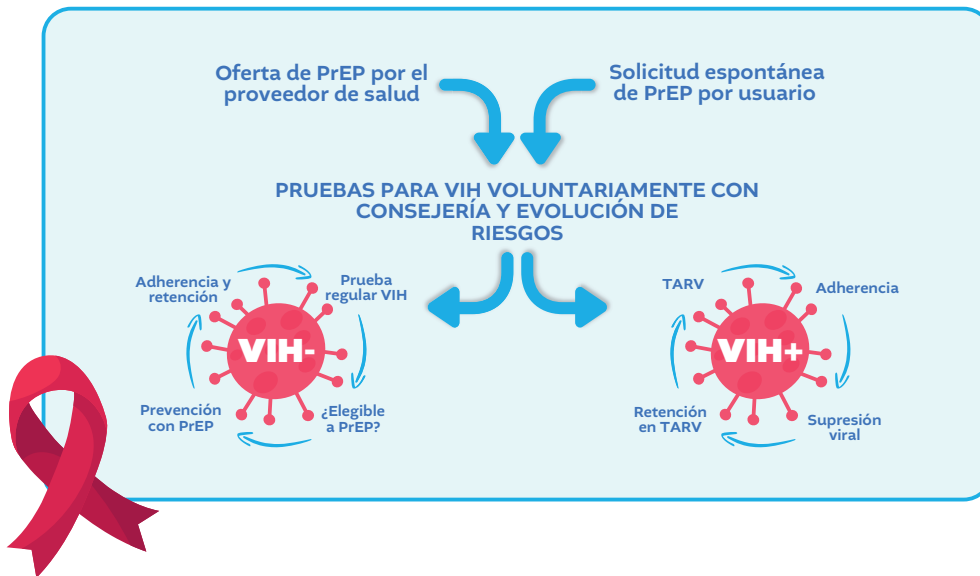 Oferta de PrEP por el
proveedor de salud
Solicitud espontánea
de PrEP por usuario
PRUEBAS PARA VIH VOLUNTARIAMENTE CON
CONSEJERÍA Y EVOLUCIÓN DE
RIESGOS
Adherencia y
retención
Prueba
regular VIH
VIH-
Prevención
con PrEP
¿Elegible
a PrEP?
TARV
Adherencia
VIH+
Retención
en TARV
Supresión
viral